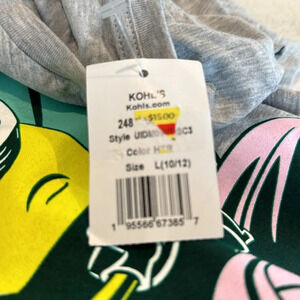 KOHL'S
Kohls.com
248 $15.00
Style
Color
Size L(10/12)
1 95566 67385 7